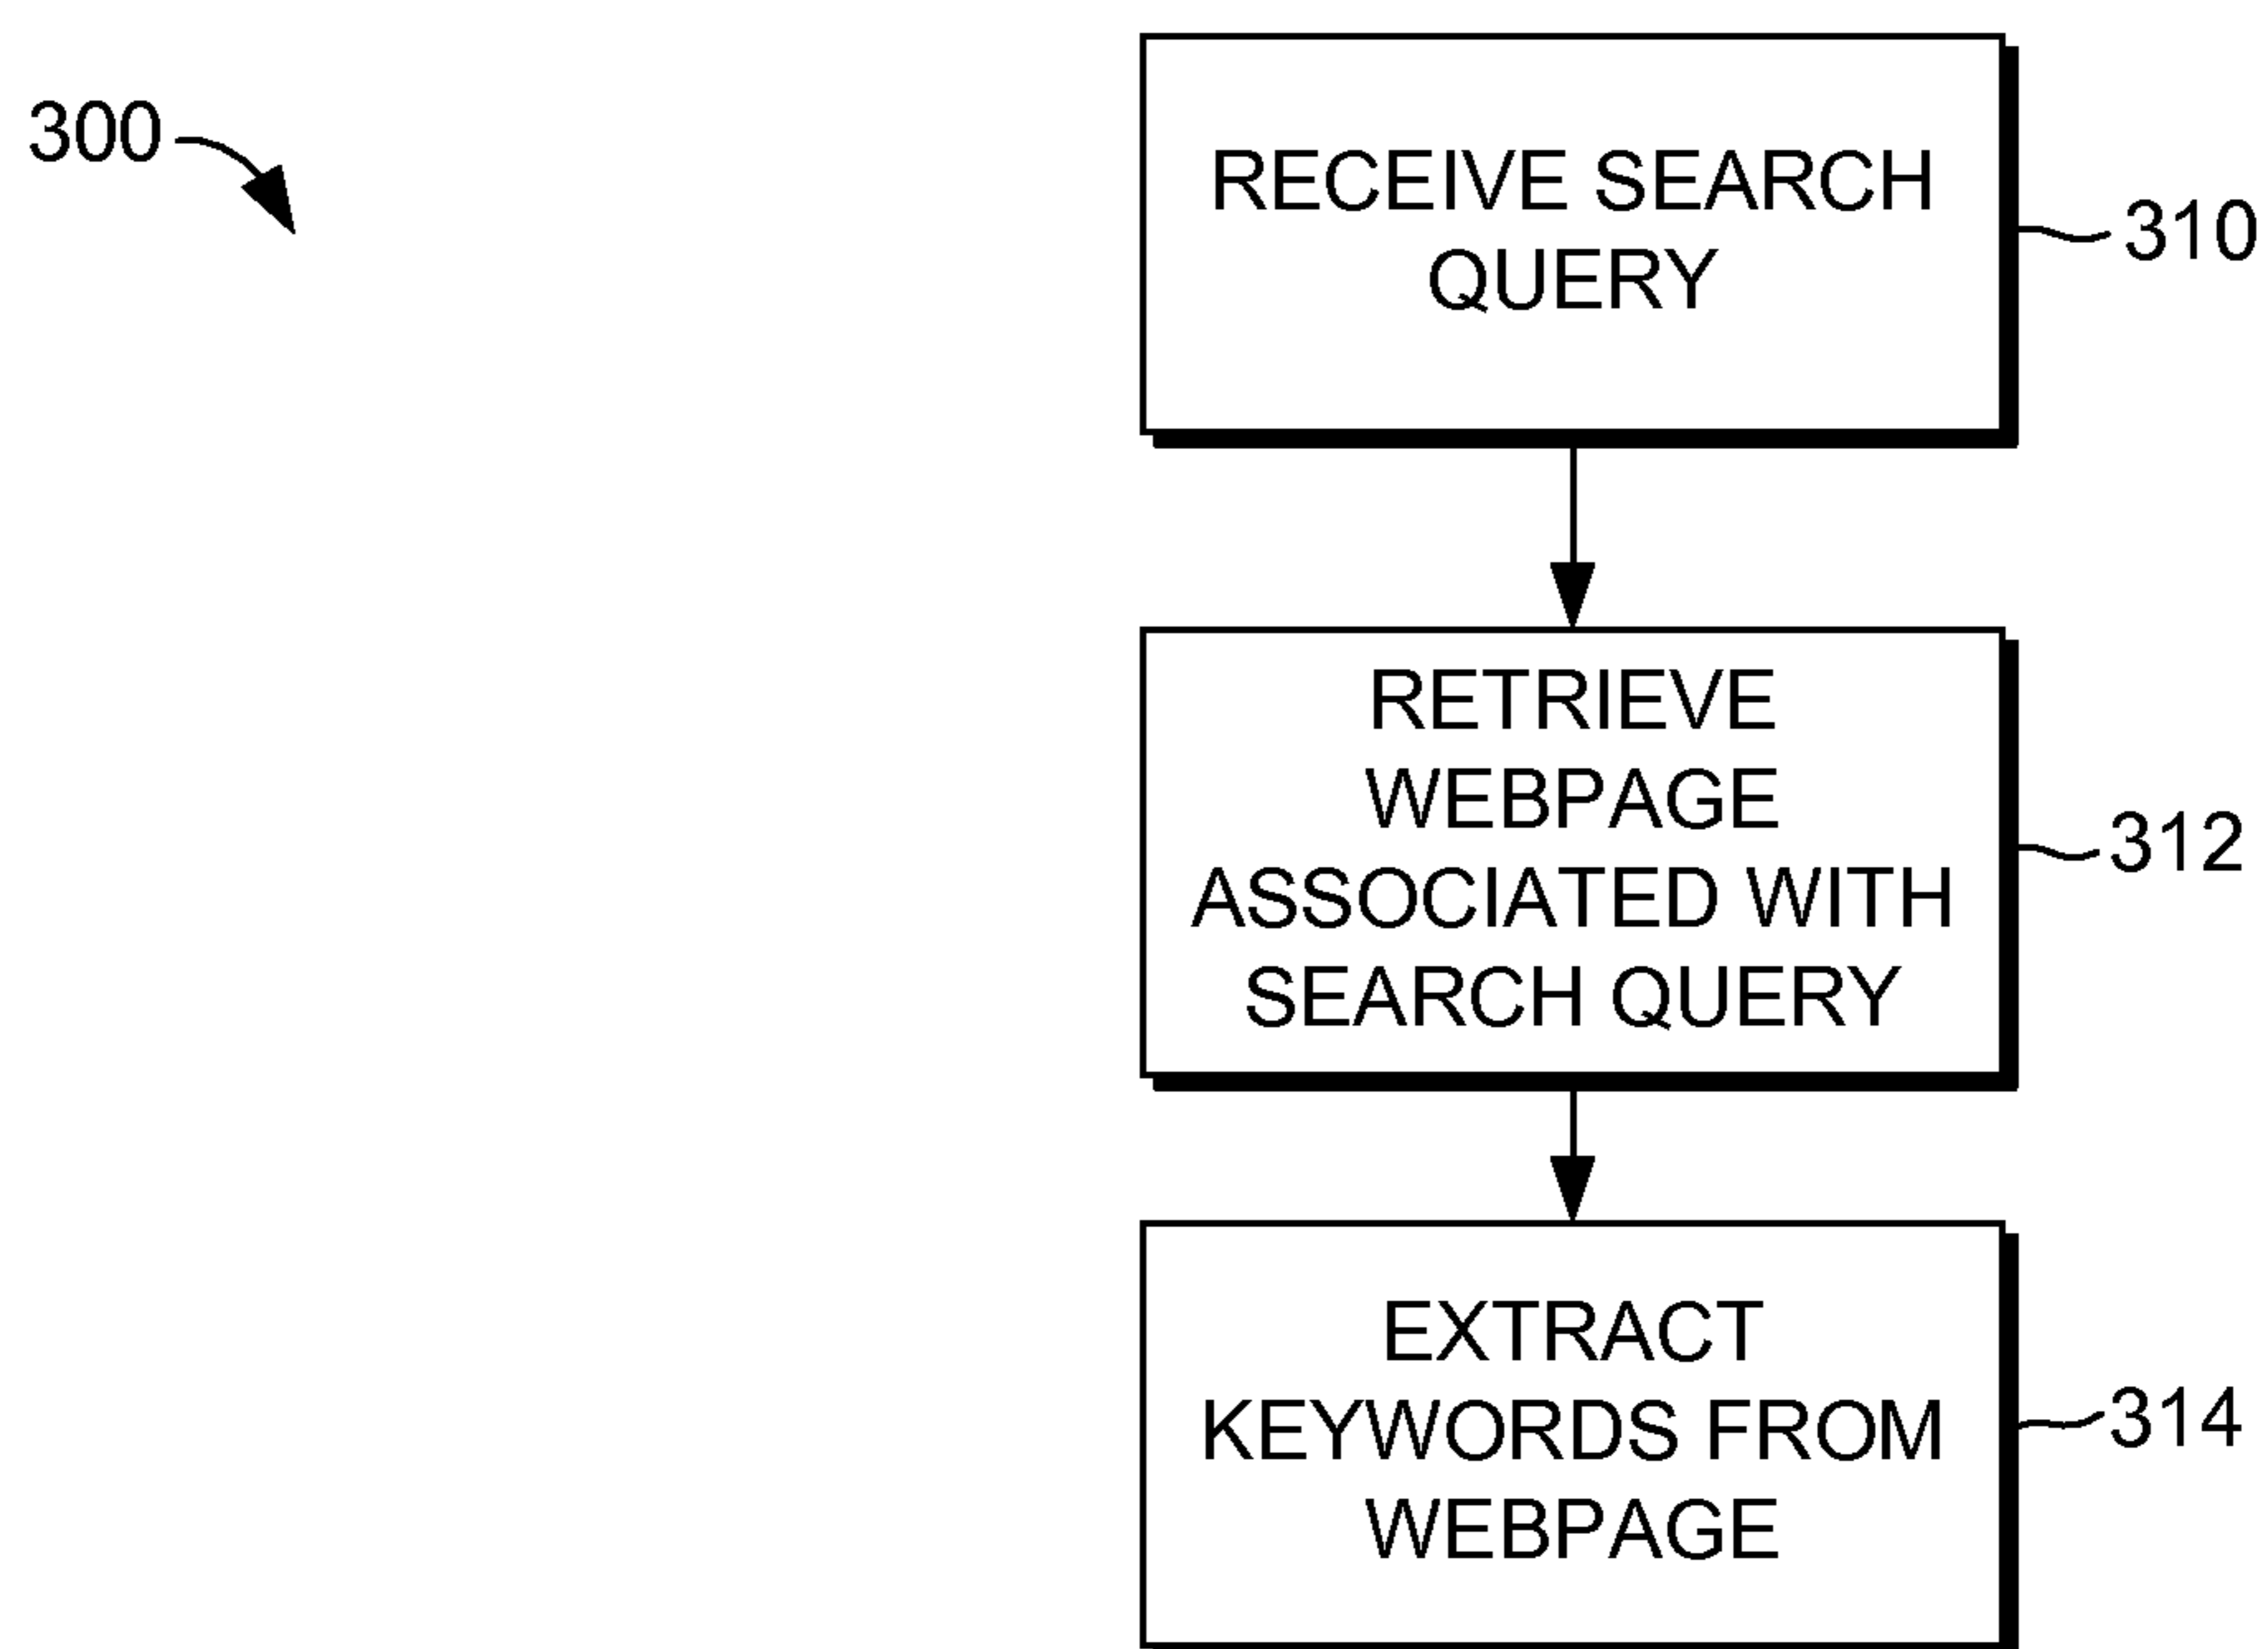 300
RECEIVE SEARCH
QUERY
310
RETRIEVE
WEBPAGE
ASSOCIATED WITH
SEARCH QUERY
312
EXTRACT
KEYWORDS FROM
WEBPAGE
314